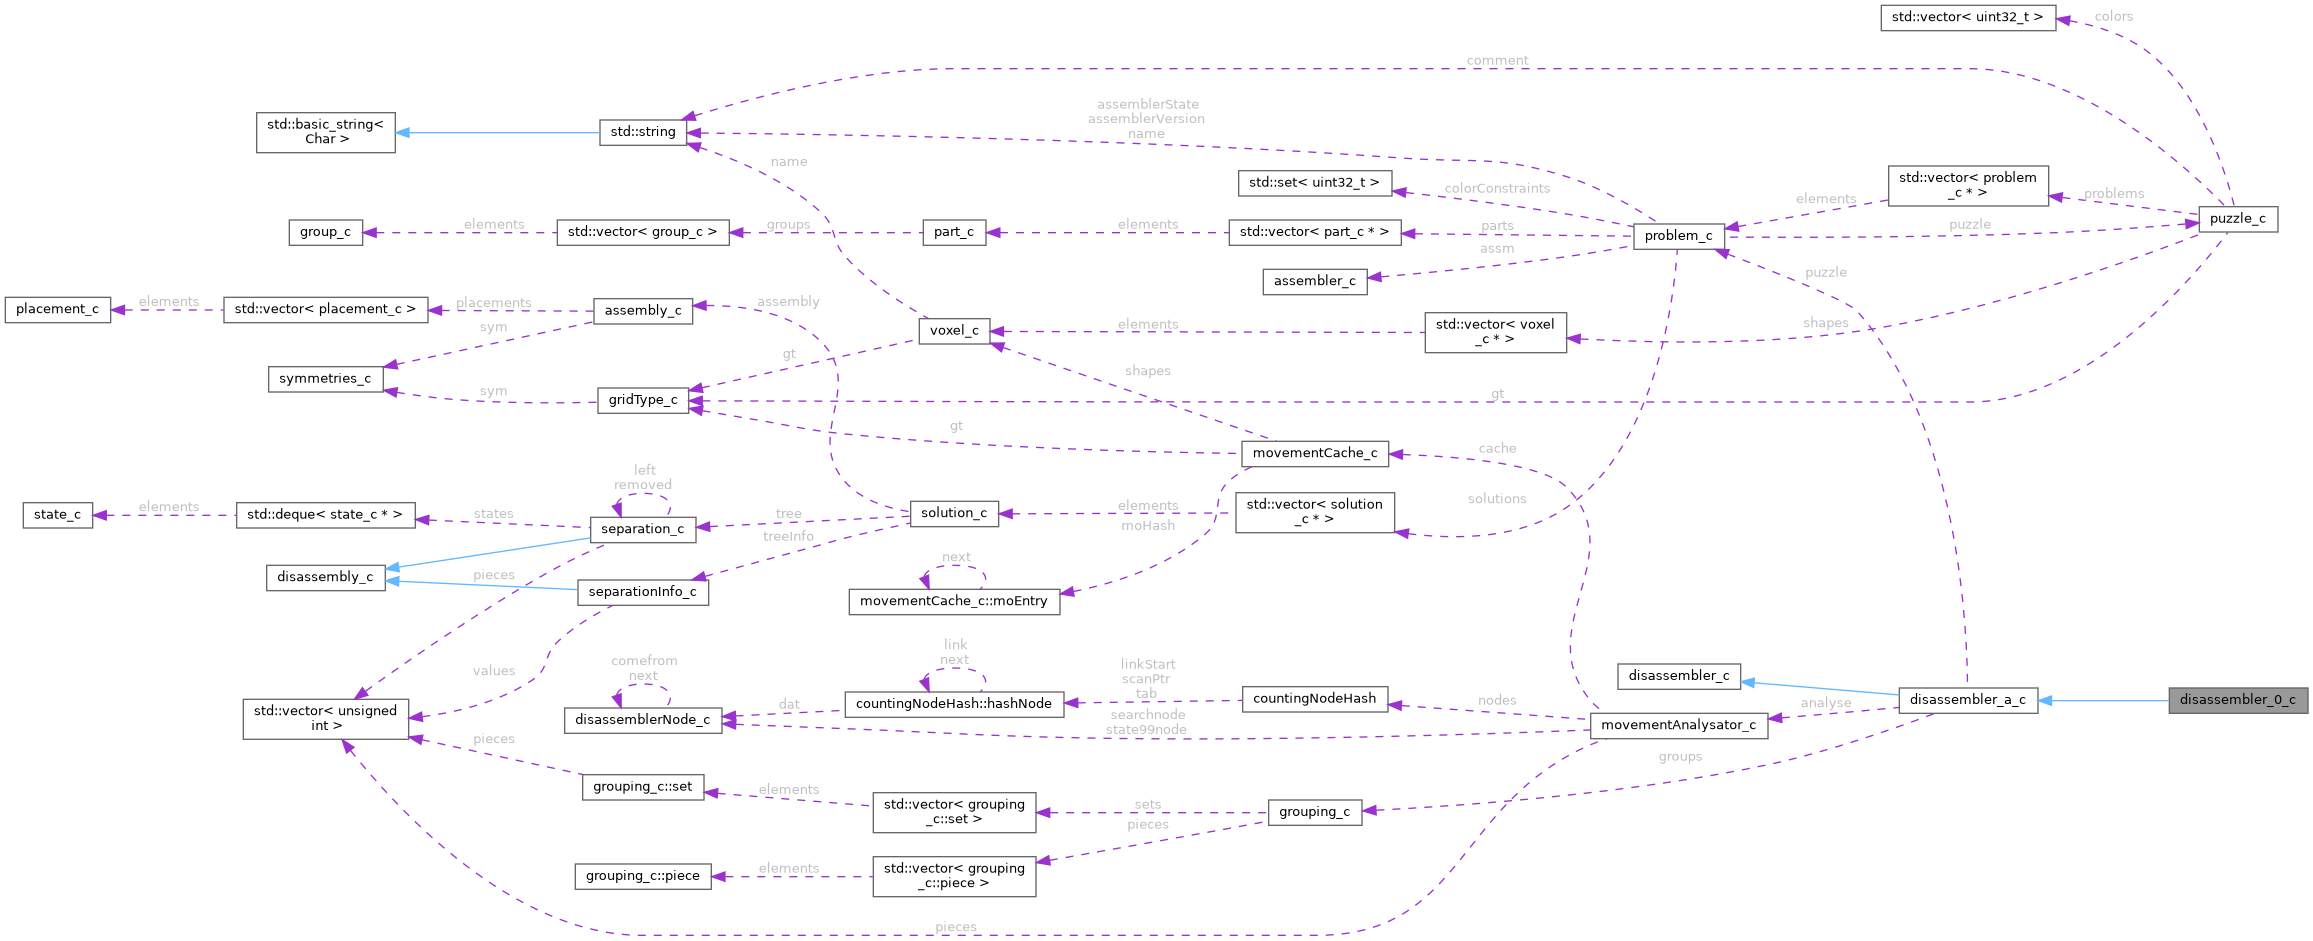 std::vector< uint32_t >
colors
comment
assemblerState
assemblerVersion
name
std::basic_string<
Char >
std::string
name
std::set< uint32_t >
colorConstraints
std::vector< problem
_c * >
elements
problems
puzzle_c
group_c
elements
std::vector< group_c >
groups
part_c
elements
std::vector< part_c * >
parts
problem_c
puzzle
assm
assembler_c
puzzle
placement_c
elements
std::vector< placement_c >
placements
assembly_c
assembly
sym
voxel_c
elements
std::vector< voxel
_c * >
shapes
gt
symmetries_c
sym
gridType_c
shapes
gt
gt
movementCache_c
cache
left
removed
state_c
elements
std::deque< state_c * >
states
separation_c
tree
treeInfo
solution_c
elements
moHash
std::vector< solution
_c * >
solutions
disassembly_c
pieces
separationInfo_c
next
movementCache_c::moEntry
values
comefrom
next
link
next
linkStart
scanPtr
tab
std::vector< unsigned
int >
disassemblerNode_c
dat
countingNodeHash::hashNode
countingNodeHash
nodes
searchnode
state99node
movementAnalysator_c
disassembler_c
analyse
disassembler_a_c
disassembler_0_c
pieces
groups
grouping_c::set
elements
std::vector< grouping
_c::set >
sets
pieces
grouping_c
grouping_c::piece
elements
std::vector< grouping
_c::piece >
pieces